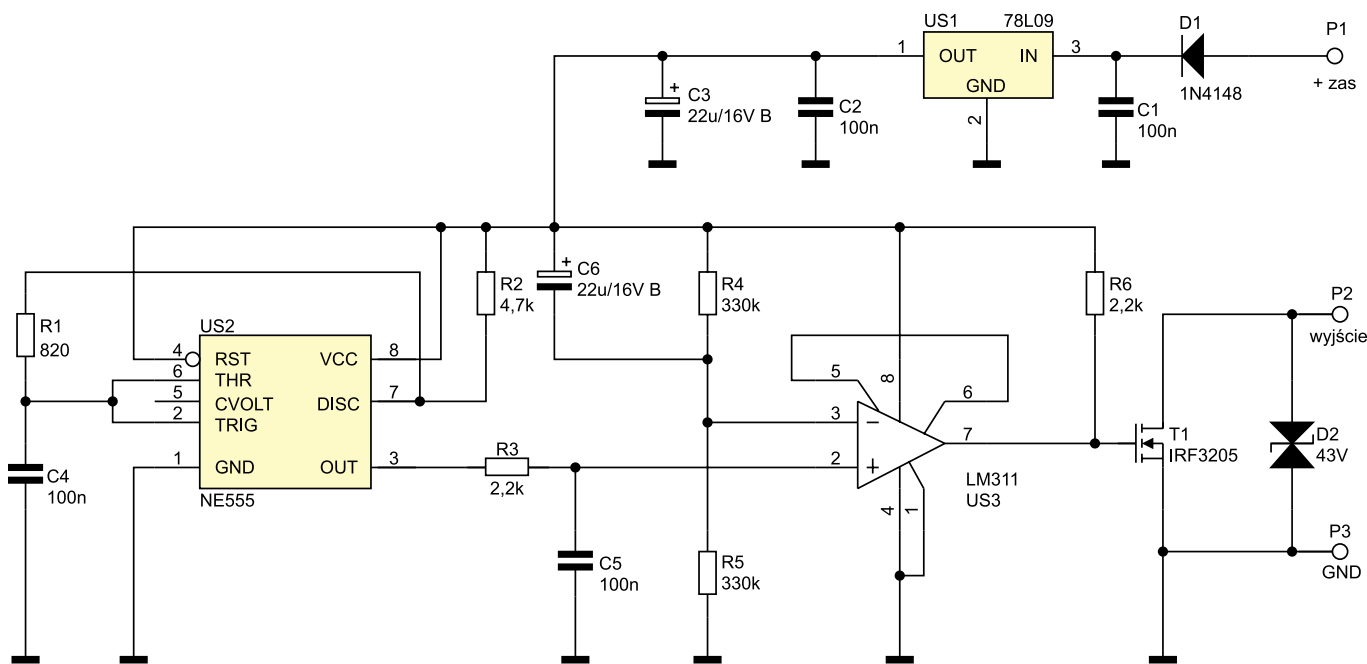 US1
78L09
D1
P1
1
OUT
IN
3
GND
2
1N4148
+ zas
+
C3
22u/16V B
C2
100n
C1
100n
R1
820
US2
4
RST
VCC
8
6
THR
5
CVOLT
DISC
7
2
TRIG
1
GND
OUT
3
NE555
R2
4,7k
+
C6
22u/16V B
R4
330k
R6
2,2k
P2
wyjście
5
8
6
3
−
7
2
+
4
1
LM311
US3
T1
IRF3205
D2
43V
R3
2,2k
C4
100n
C5
100n
R5
330k
P3
GND